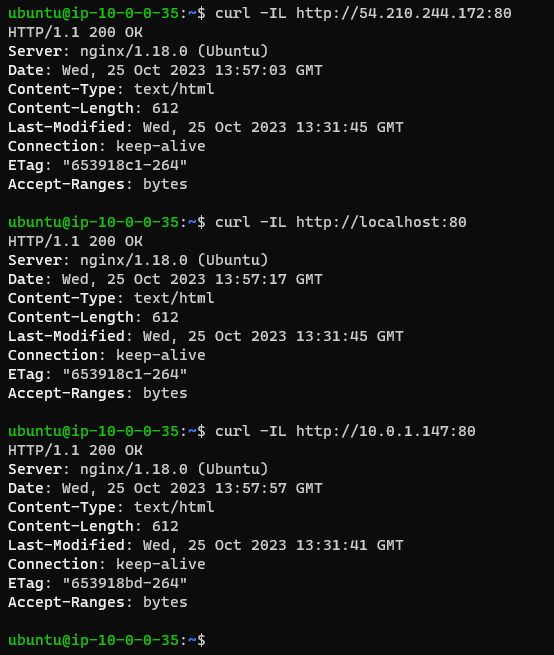 ubuntu@ip-10-0-0-35:~$ curl -IL http://54.210.244.172:80
HTTP/1.1 200 OK
Server: nginx/1.18.0 (Ubuntu)
Date: Wed, 25 Oct 2023 13:57:03 GMT
Content-Type: text/html
Content-Length: 612
Last-Modified: Wed, 25 Oct 2023 13:31:45 GMT
Connection: keep-alive
ETag: "653918c1-264"
Accept-Ranges: bytes

ubuntu@ip-10-0-0-35:~$ curl -IL http://localhost:80
HTTP/1.1 200 OK
Server: nginx/1.18.0 (Ubuntu)
Date: Wed, 25 Oct 2023 13:57:17 GMT
Content-Type: text/html
Content-Length: 612
Last-Modified: Wed, 25 Oct 2023 13:31:45 GMT
Connection: keep-alive
ETag: "653918c1-264"
Accept-Ranges: bytes

ubuntu@ip-10-0-0-35:~$ curl -IL http://10.0.1.147:80
HTTP/1.1 200 OK
Server: nginx/1.18.0 (Ubuntu)
Date: Wed, 25 Oct 2023 13:57:57 GMT
Content-Type: text/html
Content-Length: 612
Last-Modified: Wed, 25 Oct 2023 13:31:41 GMT
Connection: keep-alive
ETag: "653918bd-264"
Accept-Ranges: bytes

ubuntu@ip-10-0-0-35:~$